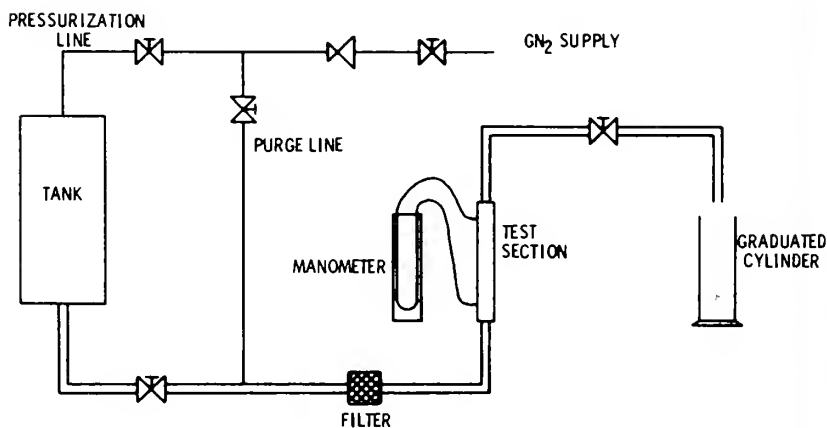 PRESSURIZATION
LINE
GN₂ SUPPLY
PURGE LINE
TANK
MANOMETER
TEST
SECTION
GRADUATED
CYLINDER
FILTER